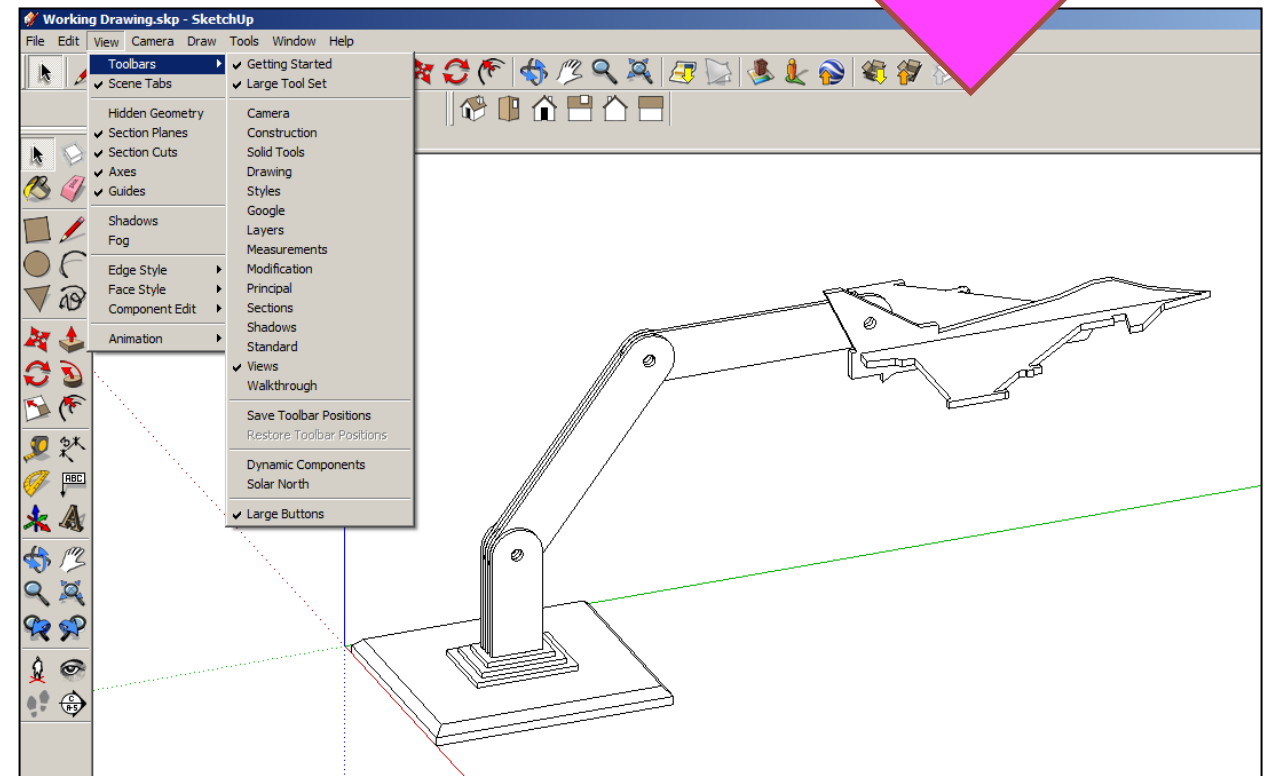 Working Drawing.skp - SketchUp
File Edit View Camera Draw Tools Window Help
Toolbars
Scene Tabs
Hidden Geometry
Section Planes
Section Cuts
Axes
Guides
Shadows
Fog
Edge Style
Face Style
Component Edit
Animation
Getting Started
Large Tool Set
Camera
Construction
Solid Tools
Drawing
Styles
Google
Layers
Measurements
Modification
Principal
Sections
Shadows
Standard
Views
Walkthrough
Save Toolbar Positions
Restore Toolbar Positions
Dynamic Components
Solar North
Large Buttons
ABC
A
C
A-5